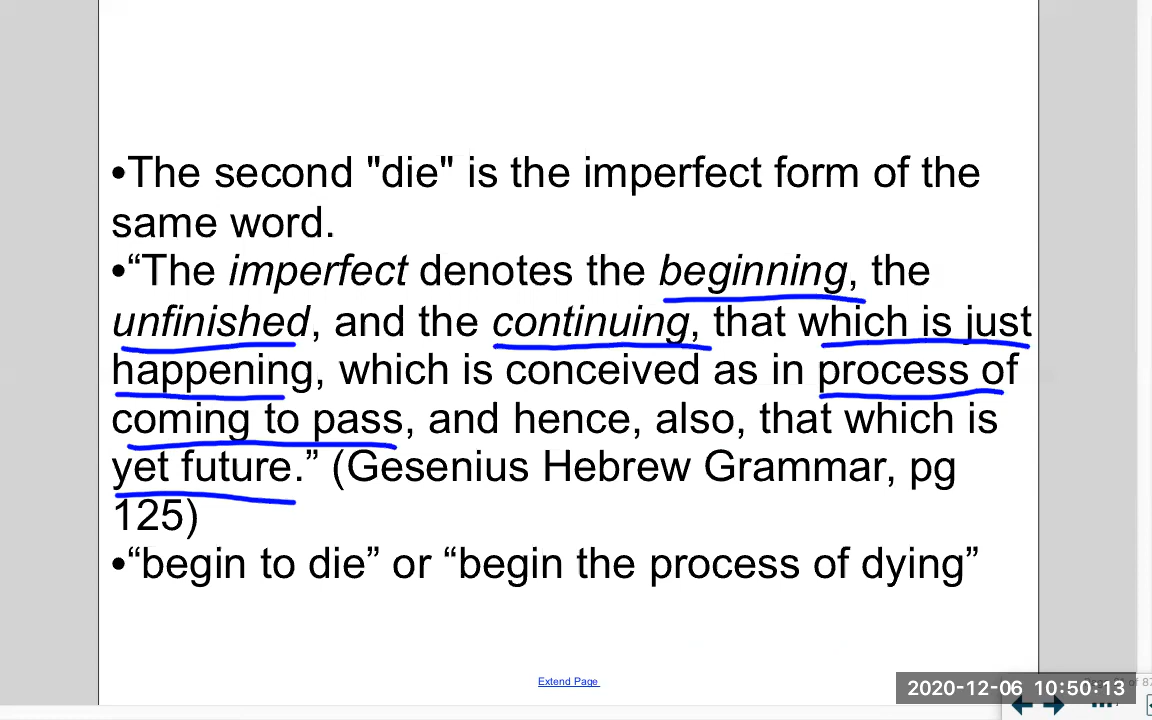 •The second "die" is the imperfect form of the
same word.
•“The imperfect denotes the beginning, the
unfinished, and the continuing, that which is just
happening, which is conceived as in process of
coming to pass, and hence, also, that which is
yet future.” (Gesenius Hebrew Grammar, pg
125)
•“begin to die” or “begin the process of dying”
Extend Page
2020-12-06 10:50:13